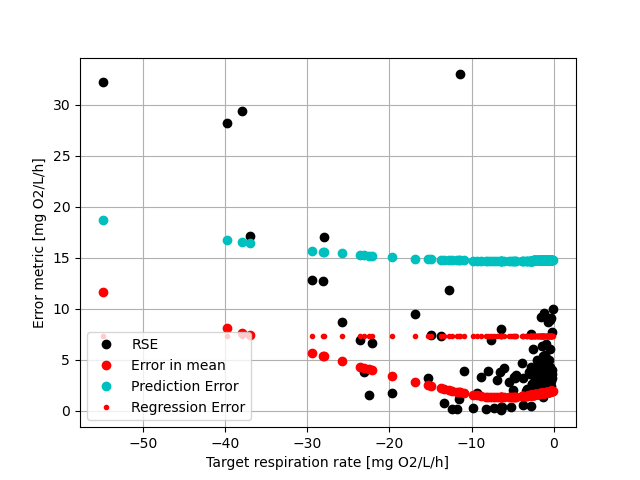 30
25
20
15
10
5
0
Error metric [mg O2/L/h]
RSE
Error in mean
Prediction Error
Regression Error
−50
−40
−30
−20
−10
0
Target respiration rate [mg O2/L/h]